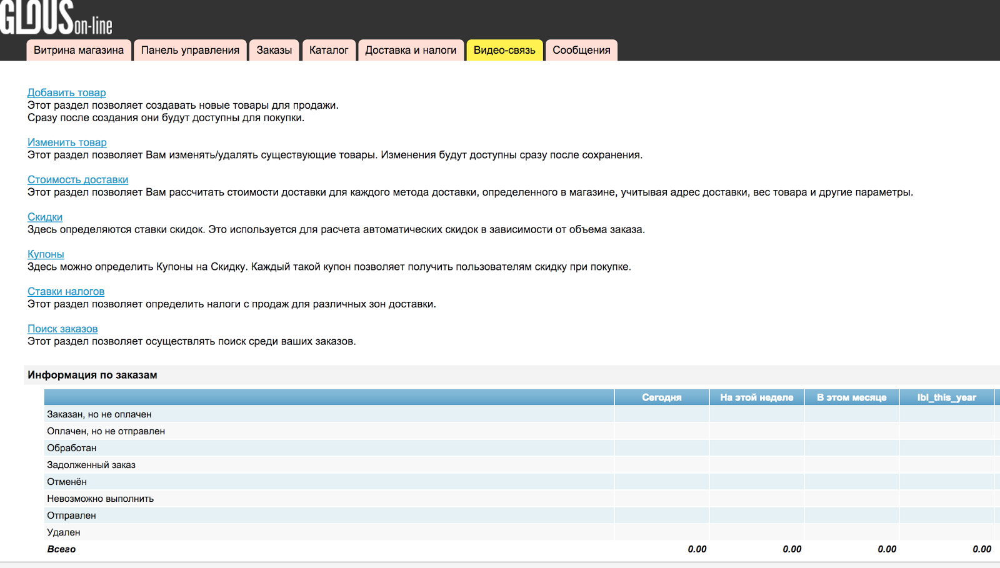 GLOUS on-line
Витрина магазина Панель управления Заказы Каталог Доставка и налоги Видео-связь Сообщения
Добавить товар
Этот раздел позволяет создавать новые товары для продажи.
Сразу после создания они будут доступны для покупки.
Изменить товар
Этот раздел позволяет Вам изменять/удалять существующие товары. Изменения будут доступны сразу после сохранения.
Стоимость доставки
Этот раздел позволяет Вам рассчитать стоимости доставки для каждого метода доставки, определенного в магазине, учитывая адрес доставки, вес товара и другие параметры.
Скидки
Здесь определяются ставки скидок. Это используется для расчета автоматических скидок в зависимости от объема заказа.
Купоны
Здесь можно определить Купоны на Скидку. Каждый такой купон позволяет получить пользователям скидку при покупке.
Ставки налогов
Этот раздел позволяет определить налоги с продаж для различных зон доставки.
Поиск заказов
Этот раздел позволяет осуществлять поиск среди ваших заказов.
Информация по заказам
Сегодня На этой неделе В этом месяце lbl_this_year
Заказан, но не оплачен
Оплачен, но не отправлен
Обработан
Задолженный заказ
Отменён
Невозможно выполнить
Отправлен
Удален
Всего 0.00 0.00 0.00 0.00